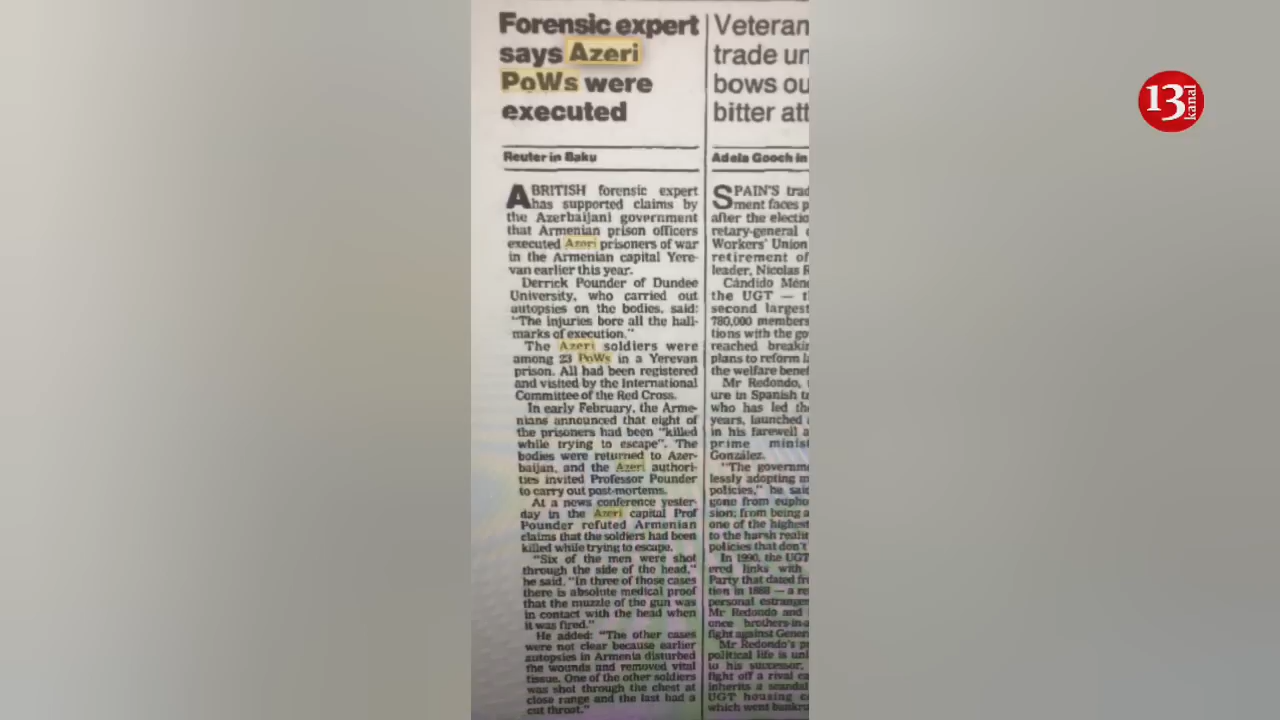 Forensic expert
says Azeri
PoWs were
executed
Reuter in Baku
A BRITISH forensic expert
has supported claims by
the Azerbaijani government
that Armenian prison officers
executed Azeri prisoners of war
in the Armenian capital Yere-
van earlier this year.
Derrick Pounder of Dundee
University, who carried out
autopsies on the bodies, said:
"The injuries bore all the hall-
marks of execution."
The Azeri soldiers were
among 23 PoWs in a Yerevan
prison. All had been registered
and visited by the International
Committee of the Red Cross.
In early February, the Arme-
nians announced that eight of
the prisoners had been "killed
while trying to escape". The
bodies were returned to Azer-
baijan, and the Azeri authori-
ties invited Professor Pounder
to carry out post-mortems.
At a news conference yester-
day in the Azeri capital Prof
Pounder refuted Armenian
claims that the soldiers had been
killed while trying to escape.
"Six of the men were shot
through the side of the head,"
he said. "In three of those cases
there is absolute medical proof
that the muzzle of the gun was
in contact with the head when
it was fired."
He added: "The other cases
were not clear because earlier
autopsies in Armenia disturbed
the wounds and removed vital
tissue. One of the other soldiers
was shot through the chest at
close range and the last had a
cut throat."
Veteran
trade un
bows ou
bitter att
Adela Gooch in
SPAIN'S trad
ment faces p
after the electio
retary-general
Workers' Union
retirement of
leader, Nicolas R
Cándido Ménd
the UGT — t
second largest
780,000 members
tions with the go
reached breakin
plans to reform la
the welfare benef
Mr Redondo,
ure in Spanish t
who has led the
years, launched
in his farewell a
prime minist
González.
"The governme
lessly adopting m
policies," he said
gone from eupho
sion; from being a
one of the highest
to the harsh realit
policies that don't
In 1990, the UGT
ered links with
Party that dated fr
tion in 1888 — a re
personal estrange
Mr Redondo and
once brothers-in-a
fight against Gener
Mr Redondo's p
political life is unl
to his successor,
fight off a rival ca
inherits a scandal
UGT housing c
which went bankru
13
kanal